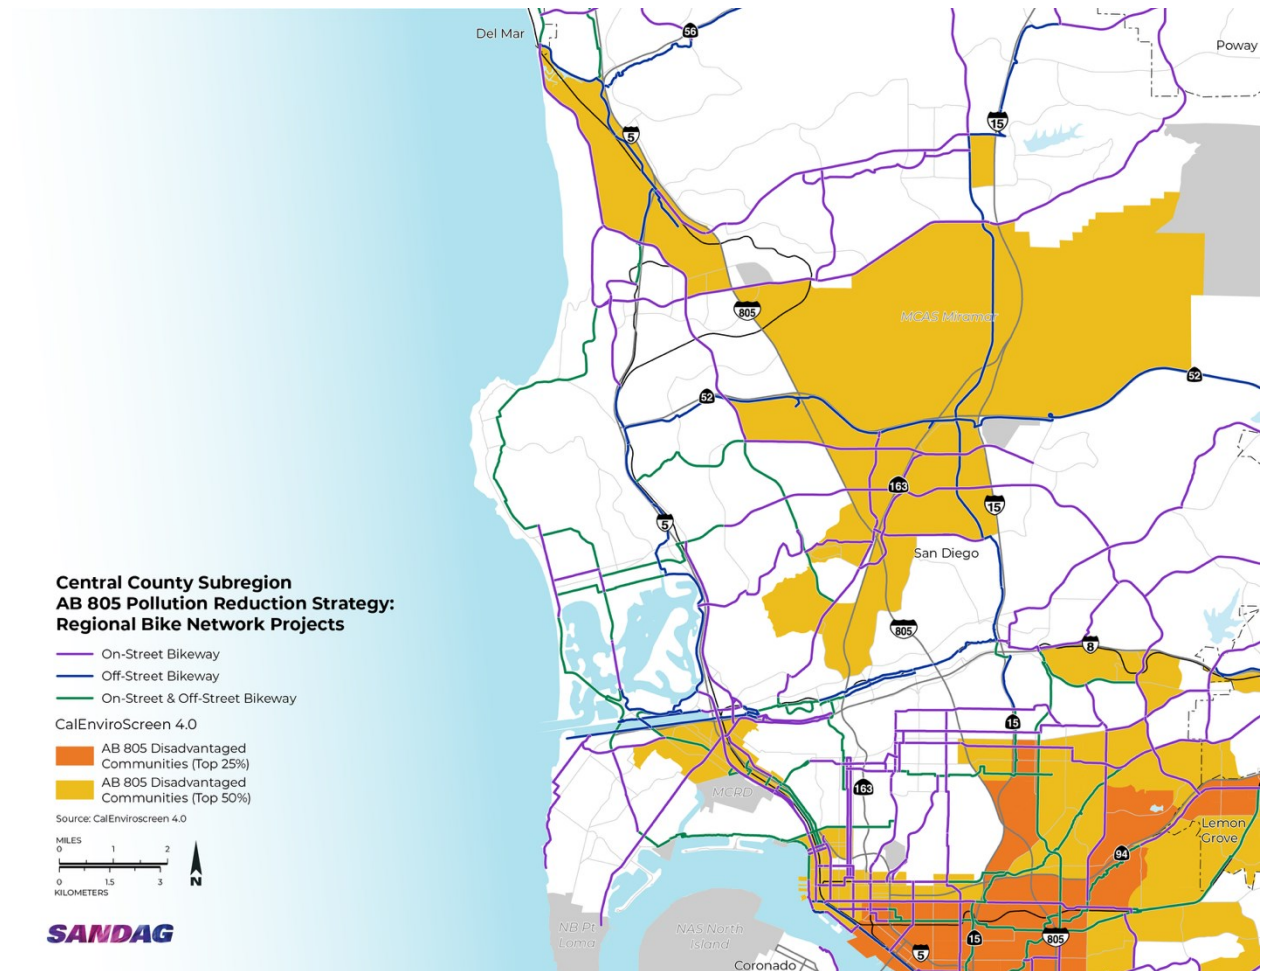 Del Mar
56
Poway
15
5
805
MCAS Miramar
52
52
163
15
5
San Diego
805
8
15
MCRD
163
Lemon
Grove
94
NB Pt
Loma
NAS North
Island
Coronado
5
15
805
Central County Subregion
AB 805 Pollution Reduction Strategy:
Regional Bike Network Projects
On-Street Bikeway
Off-Street Bikeway
On-Street & Off-Street Bikeway
CalEnviroScreen 4.0
AB 805 Disadvantaged
Communities (Top 25%)
AB 805 Disadvantaged
Communities (Top 50%)
Source: CalEnviroscreen 4.0
MILES
0 1 2
0 1.5 3
KILOMETERS
N
SANDAG